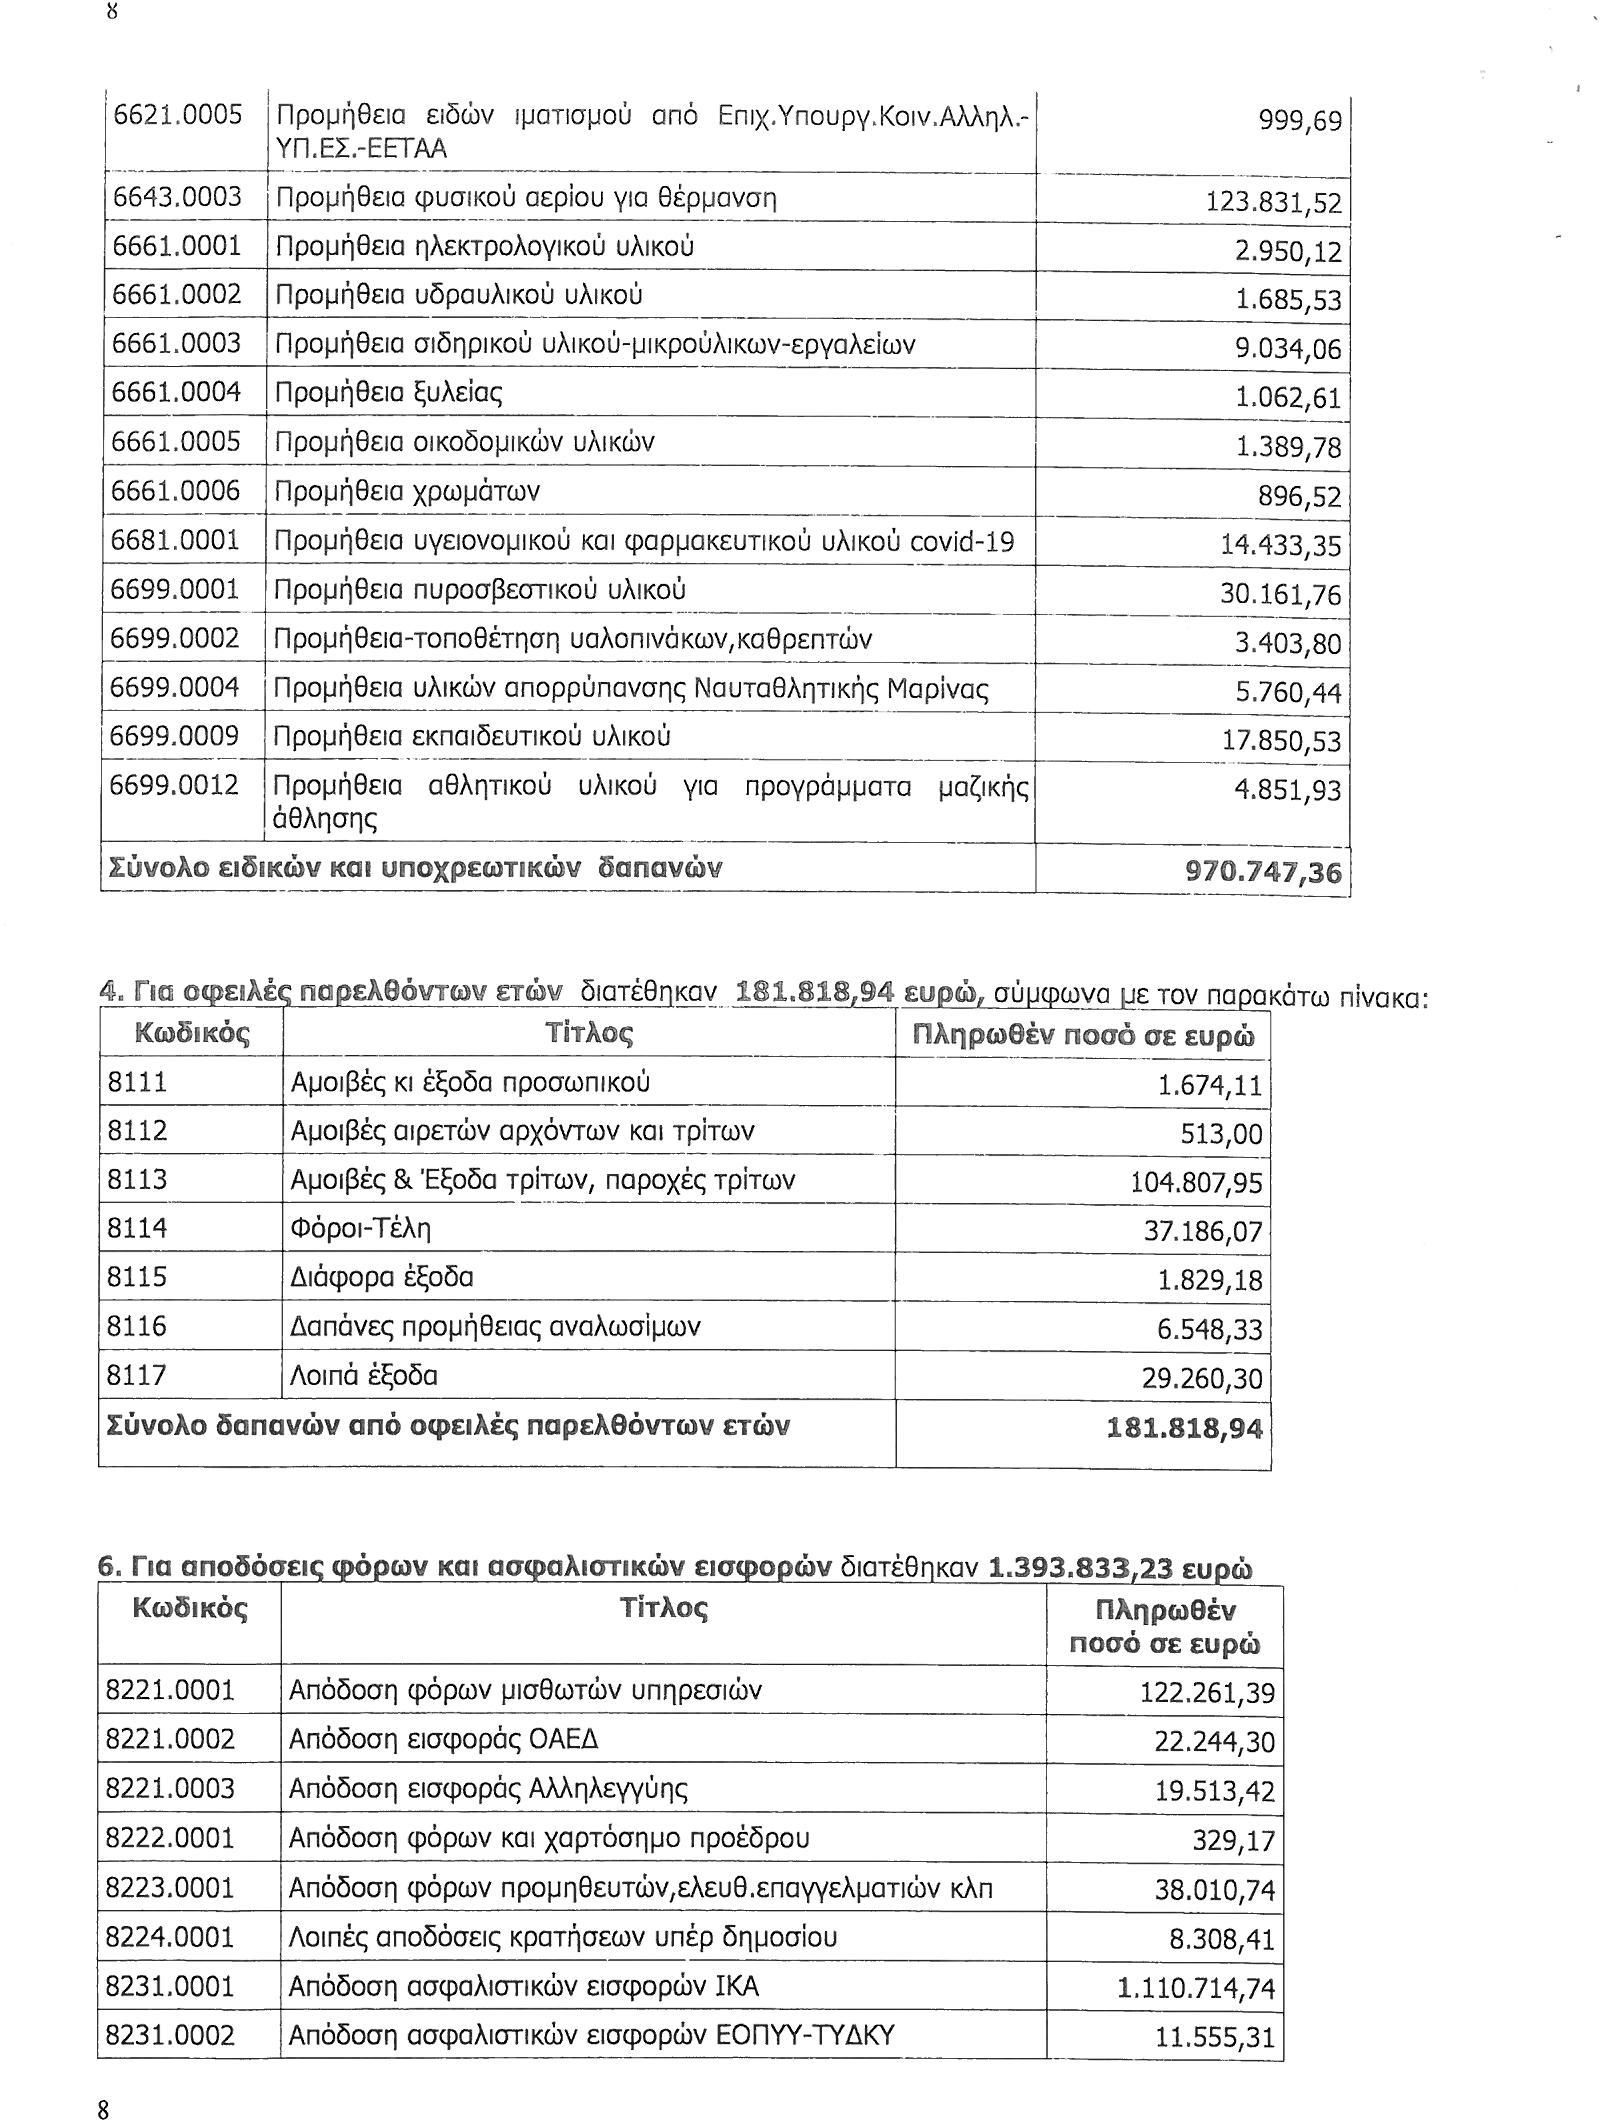 8
6621.0005 Προμήθεια ειδών ιματισμού από Επιχ.Υπουργ.Κοιν.Αλληλ.- 999,69
ΥΠ.ΕΣ.-ΕΕΤΑΑ
6643.0003 Προμήθεια φυσικού αερίου για θέρμανση 123.831,52
6661.0001 Προμήθεια ηλεκτρολογικού υλικού 2.950,12
6661.0002 Προμήθεια υδραυλικού υλικού 1.685,53
6661.0003 Προμήθεια σιδηρικού υλικού-μικρούλικων-εργαλείων 9.034,06
6661.0004 Προμήθεια ξυλείας 1.062,61
6661.0005 Προμήθεια οικοδομικών υλικών 1.389,78
6661.0006 Προμήθεια χρωμάτων 896,52
6681.0001 Προμήθεια υγειονομικού και φαρμακευτικού υλικού covid-19 14.433,35
6699.0001 Προμήθεια πυροσβεστικού υλικού 30.161,76
6699.0002 Προμήθεια-τοποθέτηση υαλοπινάκων,καθρεπτών 3.403,80
6699.0004 Προμήθεια υλικών απορρύπανσης Ναυταθλητικής Μαρίνας 5.760,44
6699.0009 Προμήθεια εκπαιδευτικού υλικού 17.850,53
6699.0012 Προμήθεια αθλητικού υλικού για προγράμματα μαζικής 4.851,93
άθλησης
Σύνολο ειδικών και υποχρεωτικών δαπανών 970.747,36
4. Για οφειλές παρελθόντων ετών διατέθηκαν 181.818,94 ευρώ, σύμφωνα με τον παρακάτω πίνακα:
Κωδικός Τίτλος Πληρωθέν ποσό σε ευρώ
8111 Αμοιβές κι έξοδα προσωπικού 1.674,11
8112 Αμοιβές αιρετών αρχόντων και τρίτων 513,00
8113 Αμοιβές & Έξοδα τρίτων, παροχές τρίτων 104.807,95
8114 Φόροι-Τέλη 37.186,07
8115 Διάφορα έξοδα 1.829,18
8116 Δαπάνες προμήθειας αναλωσίμων 6.548,33
8117 Λοιπά έξοδα 29.260,30
Σύνολο δαπανών από οφειλές παρελθόντων ετών 181.818,94
6. Για αποδόσεις φόρων και ασφαλιστικών εισφορών διατέθηκαν 1.393.833,23 ευρώ
Κωδικός Τίτλος Πληρωθέν
ποσό σε ευρώ
8221.0001 Απόδοση φόρων μισθωτών υπηρεσιών 122.261,39
8221.0002 Απόδοση εισφοράς ΟΑΕΔ 22.244,30
8221.0003 Απόδοση εισφοράς Αλληλεγγύης 19.513,42
8222.0001 Απόδοση φόρων και χαρτόσημο προέδρου 329,17
8223.0001 Απόδοση φόρων προμηθευτών,ελευθ.επαγγελματιών κλπ 38.010,74
8224.0001 Λοιπές αποδόσεις κρατήσεων υπέρ δημοσίου 8.308,41
8231.0001 Απόδοση ασφαλιστικών εισφορών ΙΚΑ 1.110.714,74
8231.0002 Απόδοση ασφαλιστικών εισφορών ΕΟΠΥΥ-ΤΥΔΚΥ 11.555,31
8